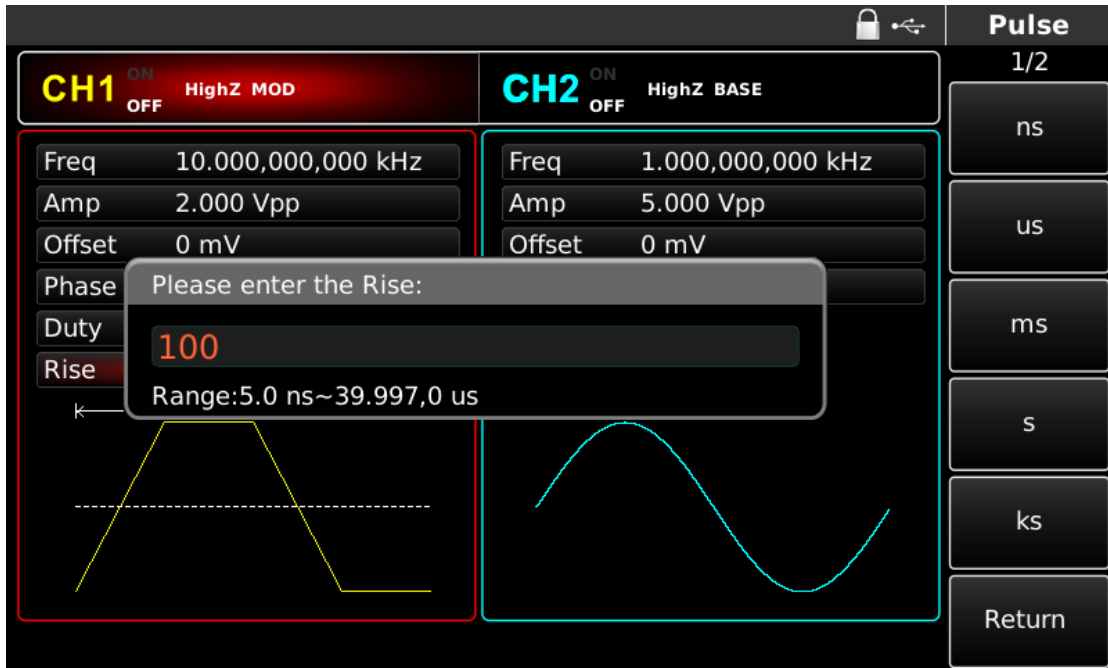 Pulse
1/2
CH1 ON OFF HighZ MOD
CH2 ON OFF HighZ BASE
Freq 10.000,000,000 kHz
Amp 2.000 Vpp
Offset 0 mV
Phase
Duty
Rise
Freq 1.000,000,000 kHz
Amp 5.000 Vpp
Offset 0 mV
Please enter the Rise:
100
Range:5.0 ns~39.997,0 us
ns
us
ms
s
ks
Return